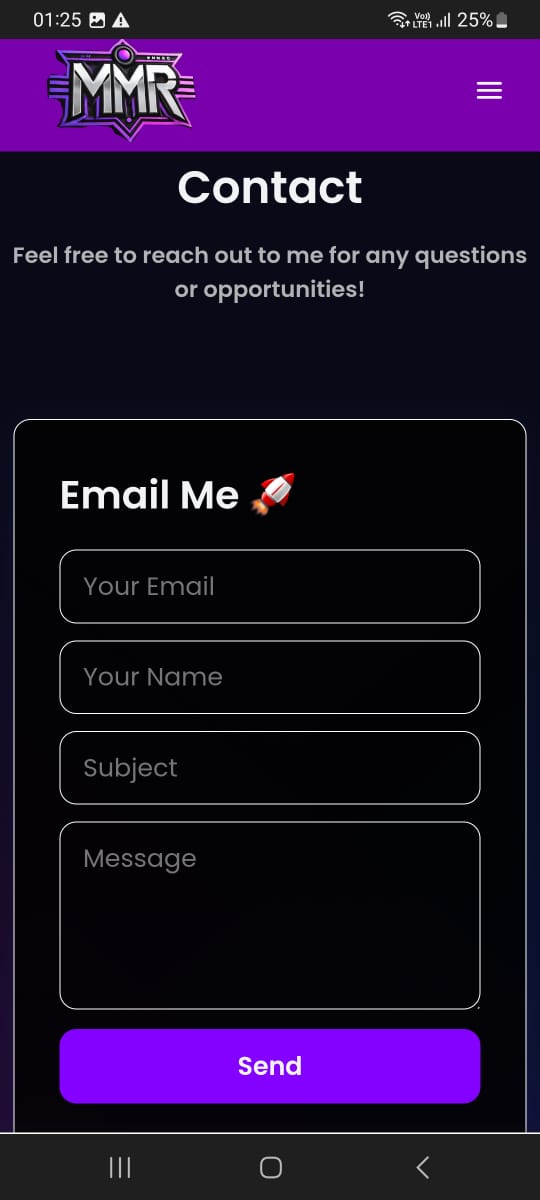 01:25 Vo) LTE1 25%
MMR
Contact
Feel free to reach out to me for any questions
or opportunities!
Email Me 🚀
Your Email
Your Name
Subject
Message
Send